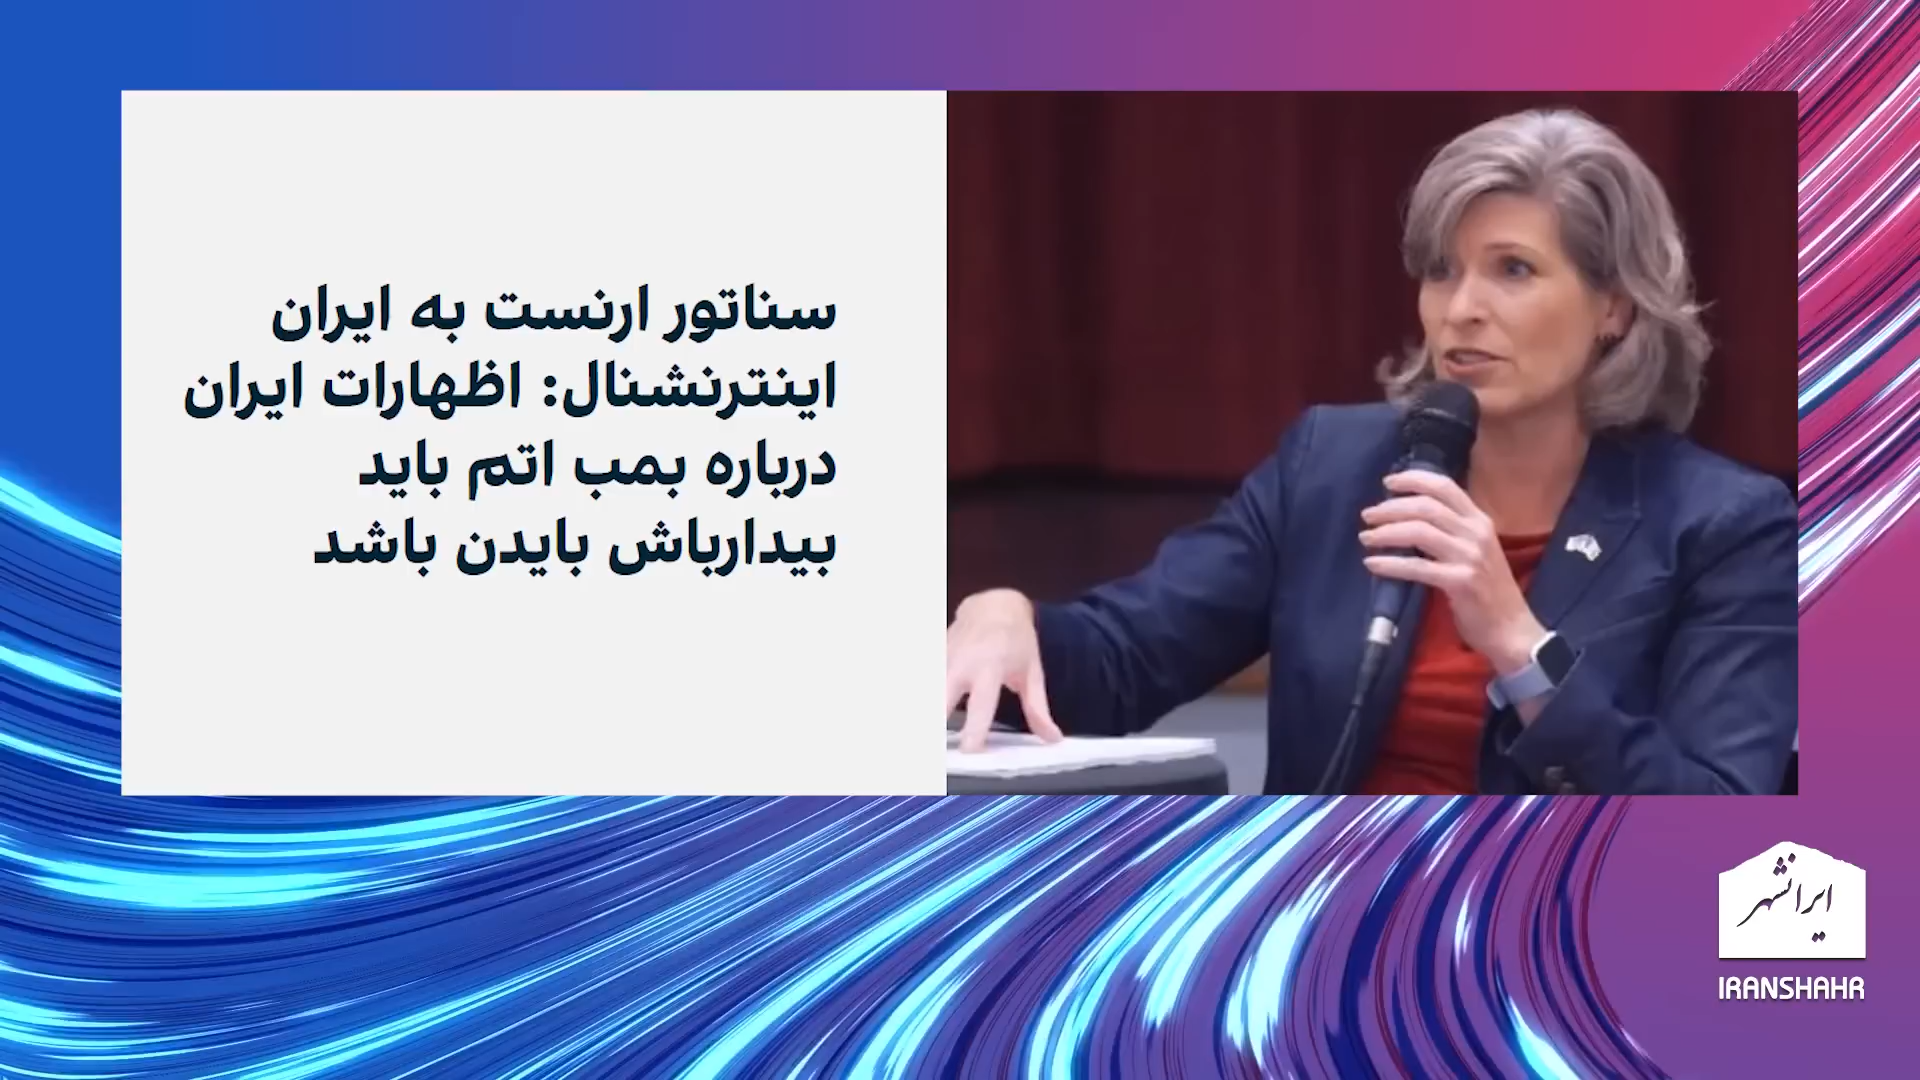 سناتور ارنست به ایران
اینترنشنال: اظهارات ایران
درباره بمب اتم باید
بیدارباش بایدن باشد
ایرانشهر
IRANSHAHR